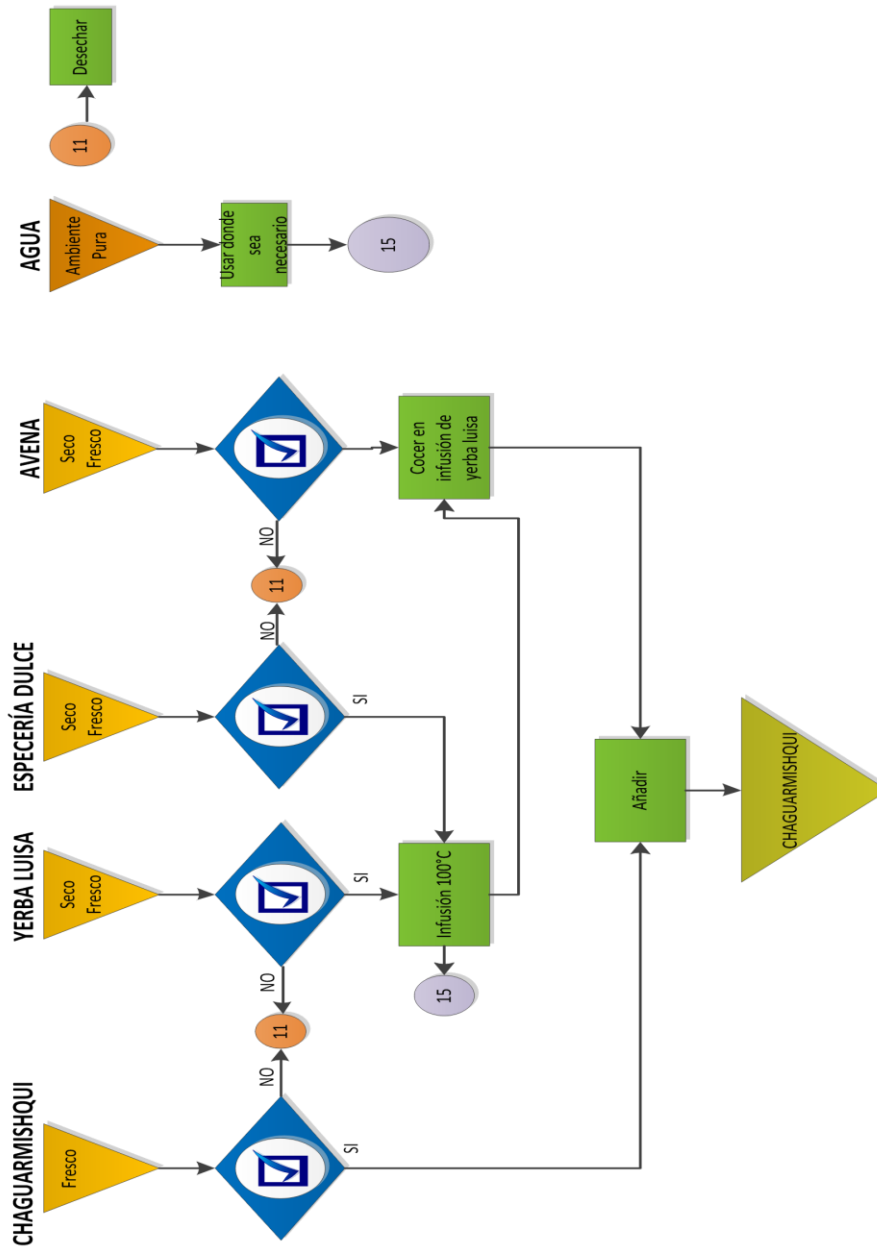 CHAGUARMISHQUI
YERBA LUISA
ESPECERÍA DULCE
AVENA
AGUA
Fresco
Seco
Fresco
Seco
Fresco
Seco
Fresco
Ambiente
Pura
11
Desechar
NO
11
NO
NO
11
NO
Usar donde
sea
necesario
SI
SI
SI
15
15
Infusión 100°C
Cocer en
infusión de
yerba luisa
Añadir
CHAGUARMISHQUI